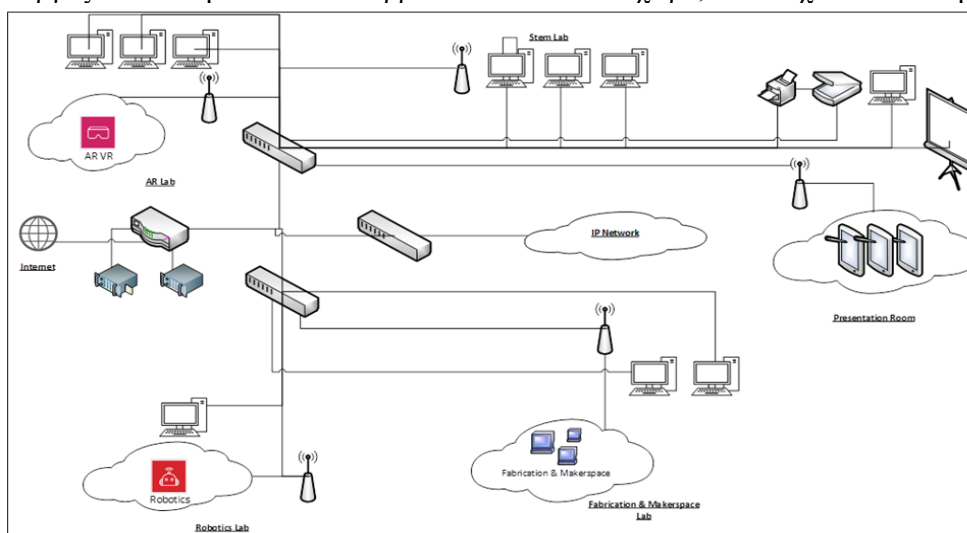 Stem Lab
AR VR
AR Lab
Internet
IP Network
Presentation Room
Robotics
Robotics Lab
Fabrication & Makerspace
Fabrication & Makerspace
Lab